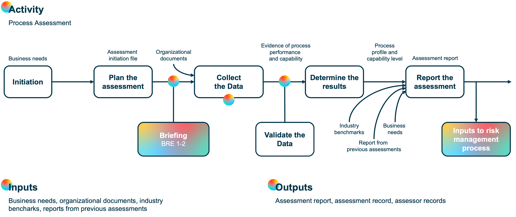 Activity
Process Assessment
Business needs
Assessment
initiation file
Organizational
documents
Evidence of process
performance
and capability
Process
profile and
capability level
Assessment report
Initiation
Plan the
assessment
Collect
the Data
Determine the
results
Report the
assessment
Briefing
BRE 1-2
Validate the
Data
Industry
benchmarks
Report from
previous assessments
Business
needs
Inputs to risk
management
process
Inputs
Business needs, organizational documents, industry
bencharks, reports from previous assessments
Outputs
Assessment report, assessment record, assessor records